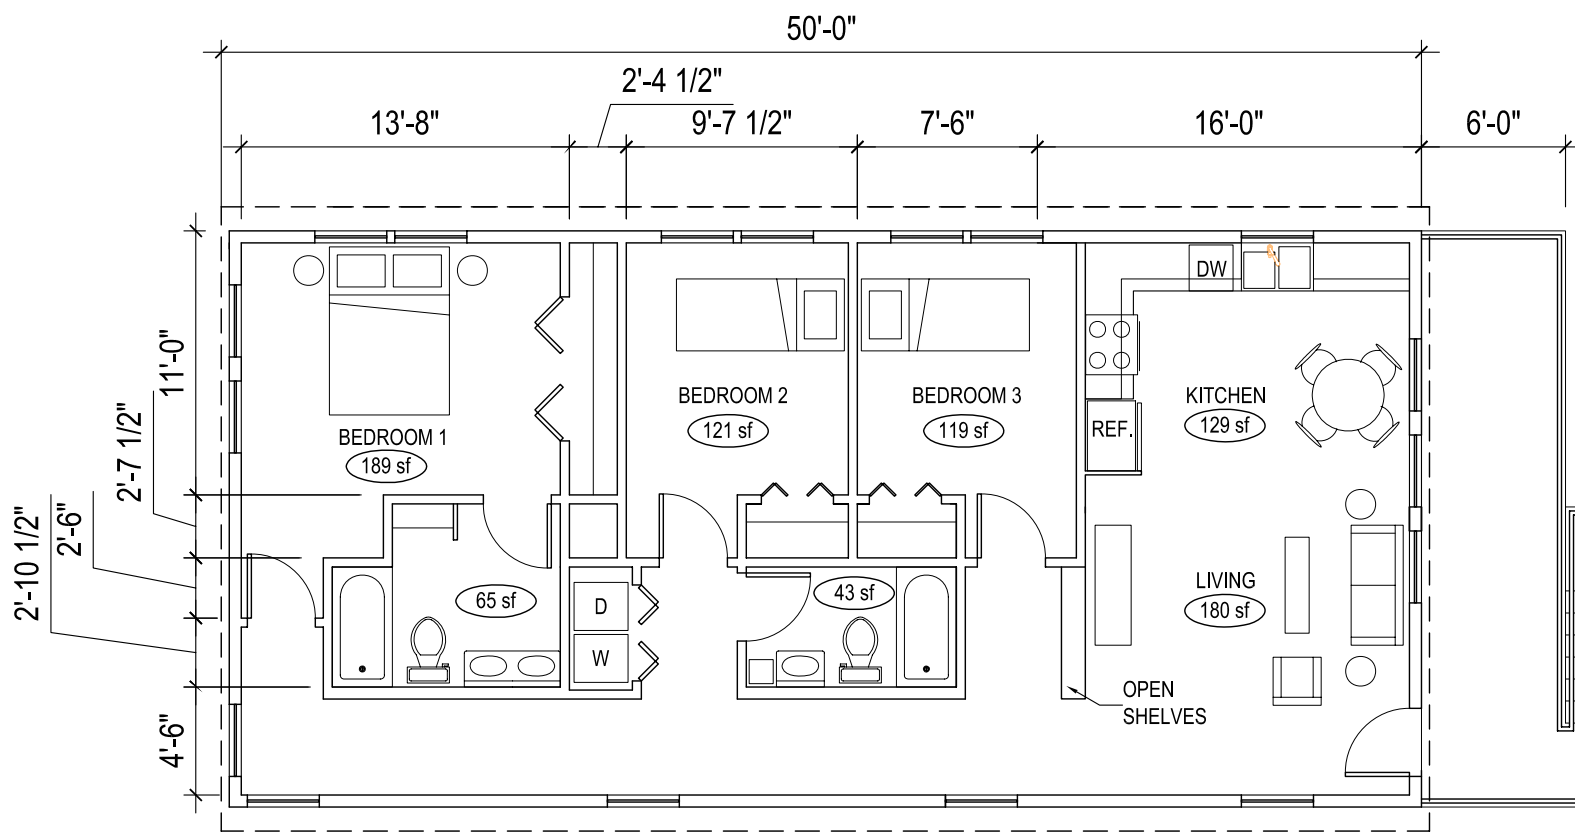 50'-0"
2'-4 1/2"
13'-8"
9'-7 1/2"
7'-6"
16'-0"
6'-0"
11'-0"
2'-7 1/2"
2'-6"
2'-10 1/2"
4'-6"
DW
BEDROOM 1
189 sf
BEDROOM 2
121 sf
BEDROOM 3
119 sf
REF.
KITCHEN
129 sf
65 sf
D
W
43 sf
LIVING
180 sf
OPEN
SHELVES